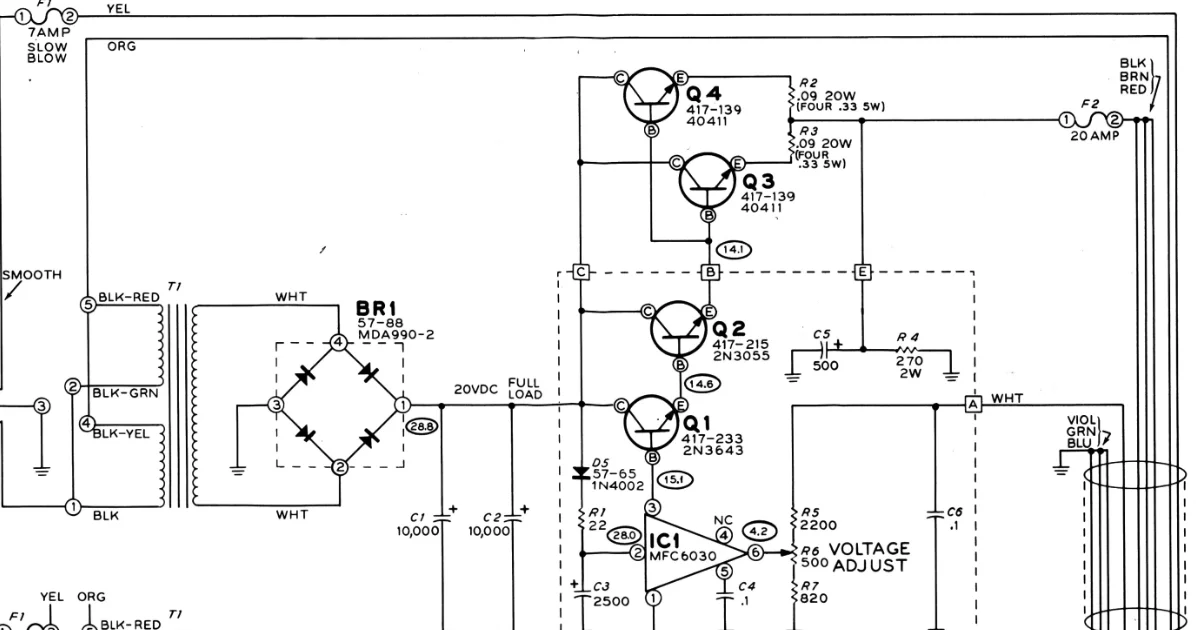 F1
1 2 YEL
7AMP
SLOW
BLOW
ORG
BLK
BRN
RED
C E
Q4
417-139
40411
B
R2
.09 20W
(FOUR .33 5W)
R3
.09 20W
(FOUR
.33 5W)
F2
1 2
20 AMP
C E
Q3
417-139
40411
B
14.1
C B E
SMOOTH
T1
5 BLK-RED
WHT
BR1
57-88
MDA990-2
4
3 1
2
28.8
2
BLK-GRN
3
4
BLK-YEL
1
BLK
WHT
20VDC FULL
LOAD
C E
Q2
417-215
2N3055
B
14.6
C5 +
500
R4
270
2W
C E
Q1
417-233
2N3643
B
15.1
A WHT
VIOL
GRN
BLU
D5
57-65
1N4002
C1 +
10,000
C2 +
10,000
R1
22
28.0
3
IC1
MFC6030
2
NC
4
4.2
6
5
1
R5
2200
R6
500
VOLTAGE
ADJUST
R7
820
C6
.1
+ C3
2500
C4
.1
YEL ORG
F1
T1
BLK-RED